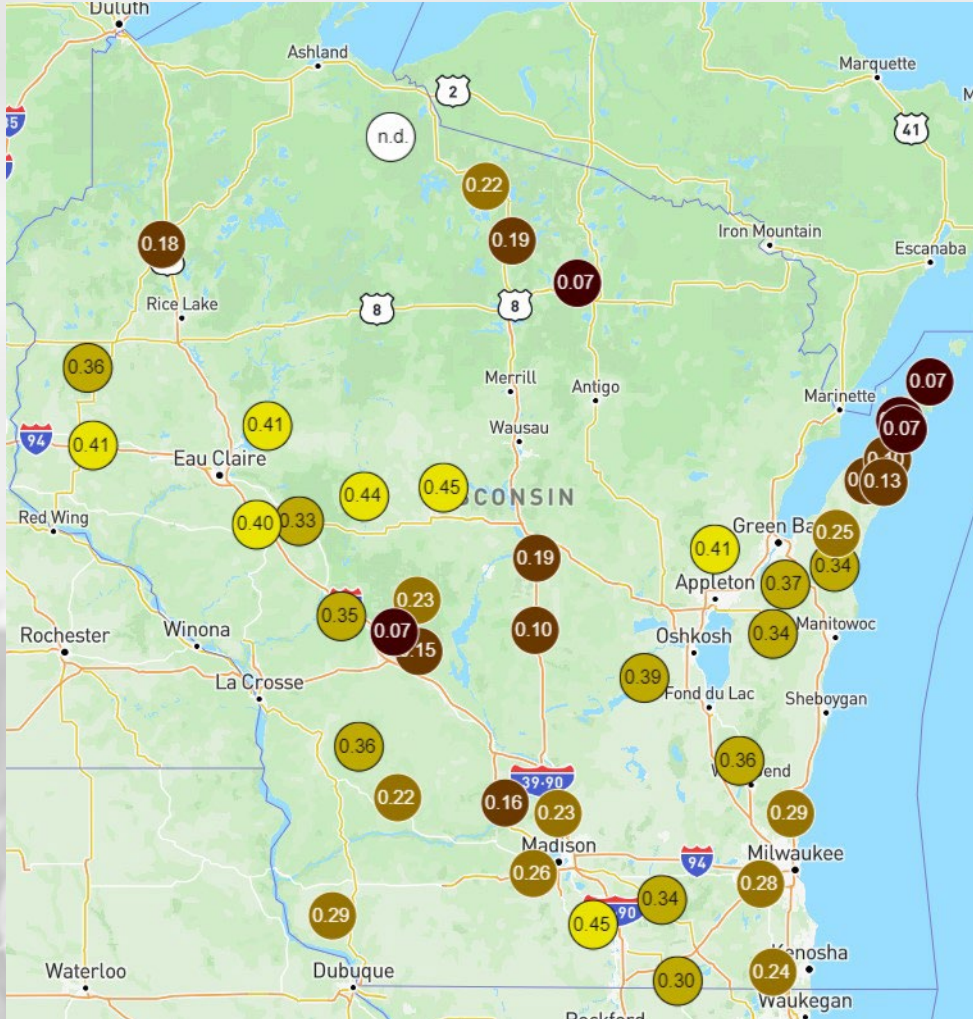 Duluth
Ashland
Marquette
2
41
35
n.d.
0.22
0.18
0.19
Iron Mountain
Escanaba
0.07
Rice Lake
8
8
0.36
Merrill
Antigo
Marinette
0.07
0.41
Wausau
0.07
94
0.41
Eau Claire
0.13
0.44
0.45
Red Wing
0.40
0.33
Green
0.25
0.41
0.19
0.34
Appleton
0.37
0.23
0.35
0.07
0.15
0.10
Rochester
Winona
Oshkosh
0.34
Manitowoc
La Crosse
0.39
Fond du Lac
Sheboygan
0.36
0.36
39-90
0.22
0.16
0.23
0.29
Madison
94
Milwaukee
0.26
0.28
0.29
0.34
0.45
Kenosha
0.24
0.30
Waterloo
Dubuque
Waukegan